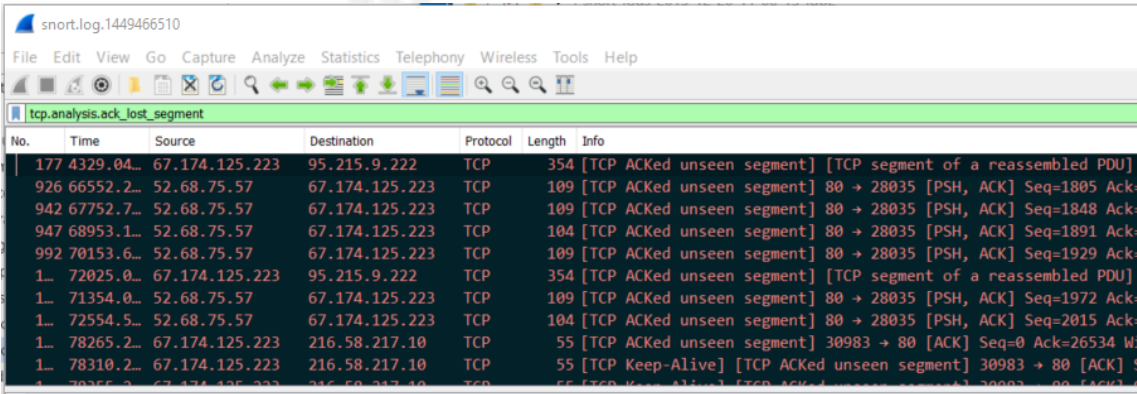 snort.log.1449466510
File Edit View Go Capture Analyze Statistics Telephony Wireless Tools Help
tcp.analysis.ack_lost_segment
No. Time Source Destination Protocol Length Info
177 4329.04… 67.174.125.223 95.215.9.222 TCP 354 [TCP ACKed unseen segment] [TCP segment of a reassembled PDU]
926 66552.2… 52.68.75.57 67.174.125.223 TCP 109 [TCP ACKed unseen segment] 80 → 28035 [PSH, ACK] Seq=1805 Ack=
942 67752.7… 52.68.75.57 67.174.125.223 TCP 109 [TCP ACKed unseen segment] 80 → 28035 [PSH, ACK] Seq=1848 Ack=
947 68953.1… 52.68.75.57 67.174.125.223 TCP 104 [TCP ACKed unseen segment] 80 → 28035 [PSH, ACK] Seq=1891 Ack=
992 70153.6… 52.68.75.57 67.174.125.223 TCP 109 [TCP ACKed unseen segment] 80 → 28035 [PSH, ACK] Seq=1929 Ack=
1… 72025.0… 67.174.125.223 95.215.9.222 TCP 354 [TCP ACKed unseen segment] [TCP segment of a reassembled PDU]
1… 71354.0… 52.68.75.57 67.174.125.223 TCP 109 [TCP ACKed unseen segment] 80 → 28035 [PSH, ACK] Seq=1972 Ack=
1… 72554.5… 52.68.75.57 67.174.125.223 TCP 104 [TCP ACKed unseen segment] 80 → 28035 [PSH, ACK] Seq=2015 Ack=
1… 78265.2… 67.174.125.223 216.58.217.10 TCP 55 [TCP ACKed unseen segment] 30983 → 80 [ACK] Seq=0 Ack=26534 Wi
1… 78310.2… 67.174.125.223 216.58.217.10 TCP 55 [TCP Keep-Alive] [TCP ACKed unseen segment] 30983 → 80 [ACK] S